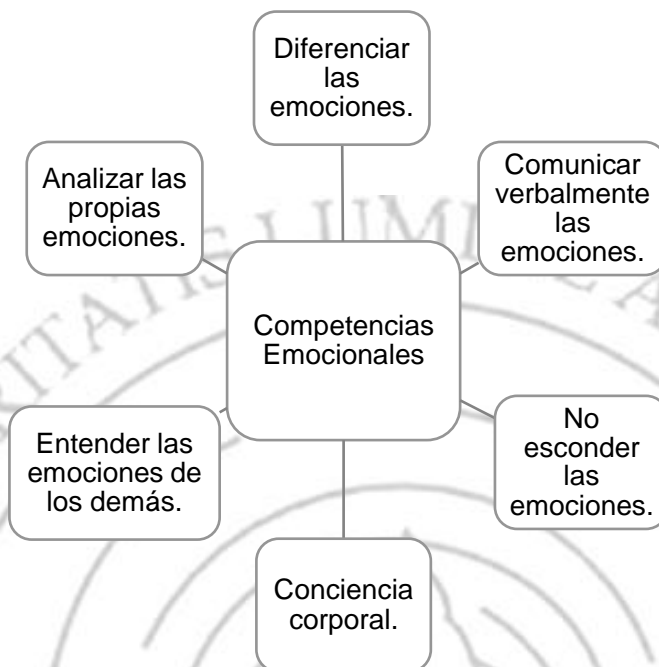 Diferenciar
las
emociones.
Analizar las
propias
emociones.
Comunicar
verbalmente
las
emociones.
Competencias
Emocionales
Entender las
emociones de
los demás.
No
esconder
las
emociones.
Conciencia
corporal.